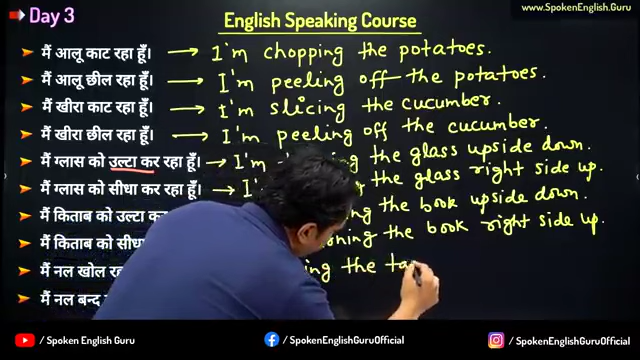 Day 3
English Speaking Course
www.SpokenEnglish.Guru
मैं आलू काट रहा हूँ। → I'm chopping the potatoes.
मैं आलू छील रहा हूँ। → I'm peeling off the potatoes.
मैं खीरा काट रहा हूँ। → I'm slicing the cucumber.
मैं खीरा छील रहा हूँ। → I'm peeling off the cucumber.
मैं ग्लास को उल्टा कर रहा हूँ। → I'm the glass upside down.
मैं ग्लास को सीधा कर रहा हूँ। → the glass right side up.
मैं किताब को उल्टा the book upside down.
मैं किताब को सीधा the book right side up.
मैं नल खोल the
मैं नल बन्द
/ Spoken English Guru
/ SpokenEnglishGuruOfficial
/ SpokenEnglishGuruOfficial